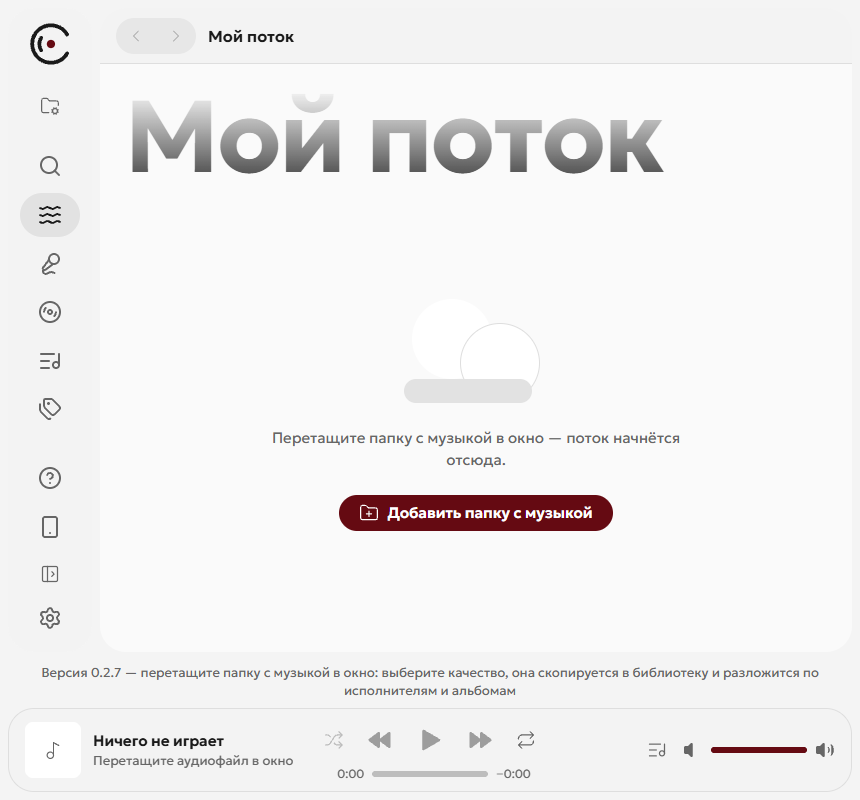 Мой поток
Мой поток
Перетащите папку с музыкой в окно — поток начнётся
отсюда.
Добавить папку с музыкой
Версия 0.2.7 — перетащите папку с музыкой в окно: выберите качество, она скопируется в библиотеку и разложится по
исполнителям и альбомам
Ничего не играет
Перетащите аудиофайл в окно
0:00
−0:00